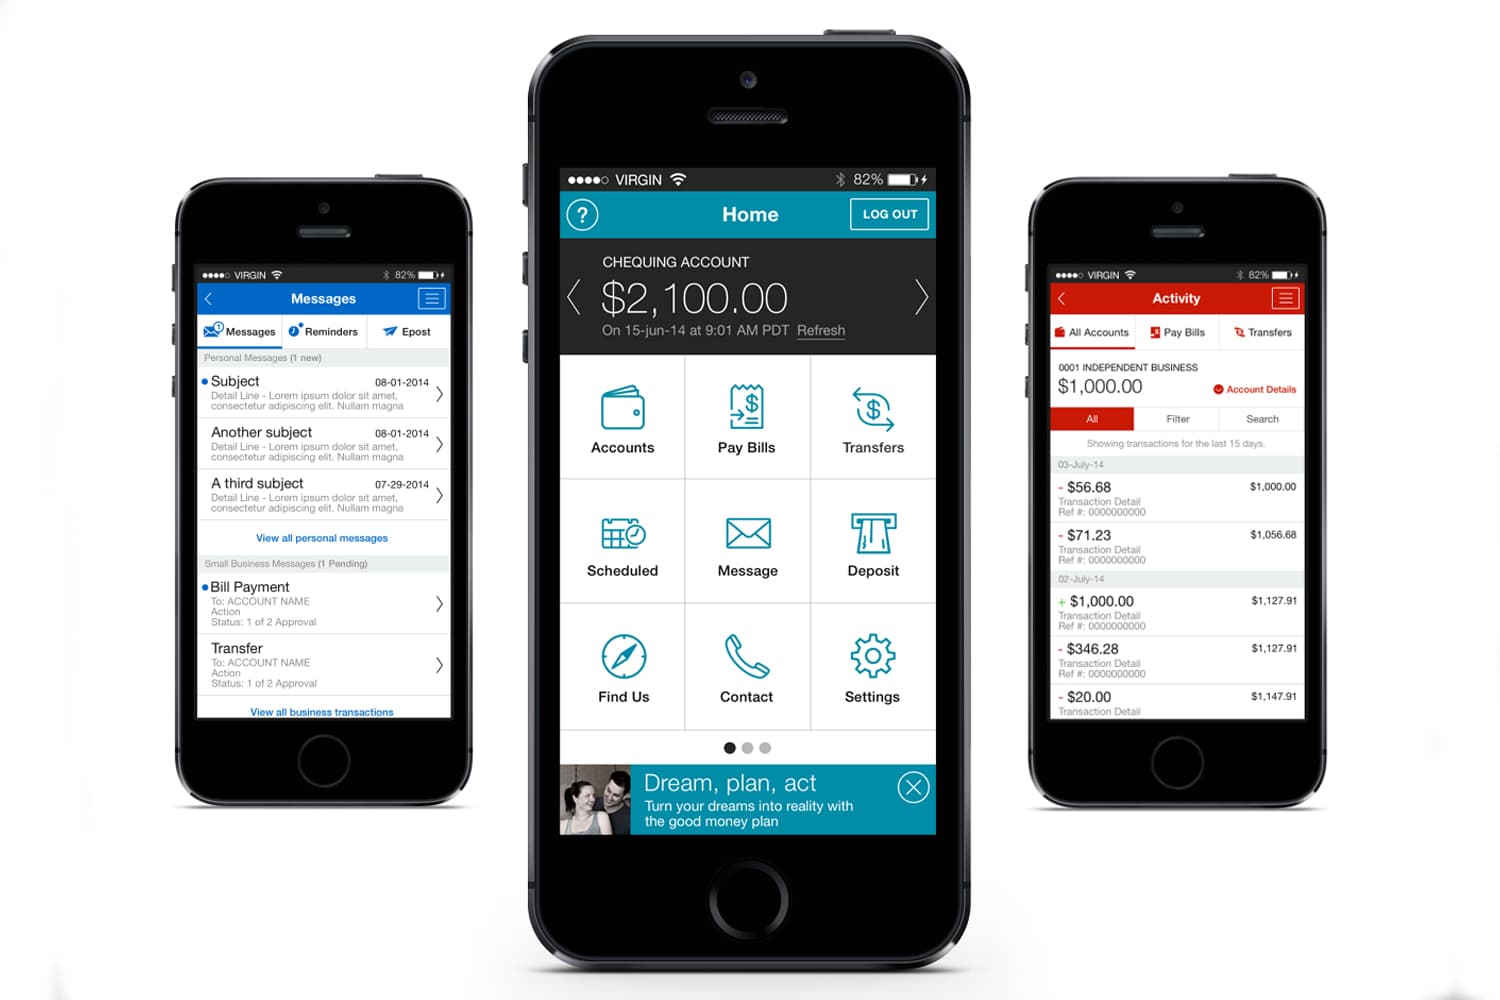 VIRGIN 82%
Messages
1
Messages Reminders Epost
Personal Messages (1 new)
Subject 08-01-2014
Detail Line - Lorem ipsum dolor sit amet,
consectetur adipiscing elit. Nullam magna
Another subject 08-01-2014
Detail Line - Lorem ipsum dolor sit amet,
consectetur adipiscing elit. Nullam magna
A third subject 07-29-2014
Detail Line - Lorem ipsum dolor sit amet,
consectetur adipiscing elit. Nullam magna
View all personal messages
Small Business Messages (1 Pending)
Bill Payment
To: ACCOUNT NAME
Action
Status: 1 of 2 Approval
Transfer
To: ACCOUNT NAME
Action
Status: 1 of 2 Approval
View all business transactions
VIRGIN 82%
? Home LOG OUT
CHEQUING ACCOUNT
$2,100.00
On 15-jun-14 at 9:01 AM PDT Refresh
$ $
Accounts Pay Bills Transfers
Scheduled Message Deposit
Find Us Contact Settings
Dream, plan, act
Turn your dreams into reality with
the good money plan
VIRGIN 82%
Activity
All Accounts Pay Bills Transfers
0001 INDEPENDENT BUSINESS
$1,000.00 Account Details
All Filter Search
Showing transactions for the last 15 days.
03-July-14
- $56.68 $1,000.00
Transaction Detail
Ref #: 0000000000
- $71.23 $1,056.68
Transaction Detail
Ref #: 0000000000
02-July-14
+ $1,000.00 $1,127.91
Transaction Detail
Ref #: 0000000000
- $346.28 $1,127.91
Transaction Detail
Ref #: 0000000000
- $20.00 $1,147.91
Transaction Detail